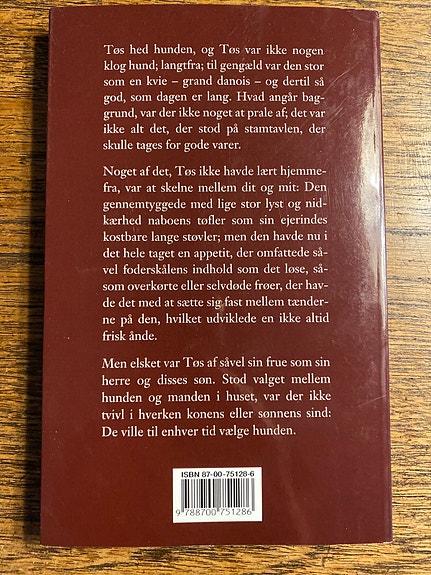 Tøs hed hunden, og Tøs var ikke nogen
klog hund; langtfra; til gengæld var den stor
som en kvie – grand danois – og dertil så
god, som dagen er lang. Hvad angår bag-
grund, var der ikke noget at prale af; det var
ikke alt det, der stod på stamtavlen, der
skulle tages for gode varer.
Noget af det, Tøs ikke havde lært hjemme-
fra, var at skelne mellem dit og mit: Den
gennemtyggede med lige stor lyst og nid-
kærhed naboens tøfler som sin ejerindes
kostbare lange støvler; men den havde nu i
det hele taget en appetit, der omfattede så-
vel foderskålens indhold som det løse, så-
som overkørte eller selvdøde frøer, der hav-
de det med at sætte sig fast mellem tænder-
ne på den, hvilket udviklede en ikke altid
frisk ånde.
Men elsket var Tøs af såvel sin frue som sin
herre og disses søn. Stod valget mellem
hunden og manden i huset, var der ikke
tvivl i hverken konens eller sønnens sind:
De ville til enhver tid vælge hunden.
ISBN 87-00-75128-6
9 788700 751286